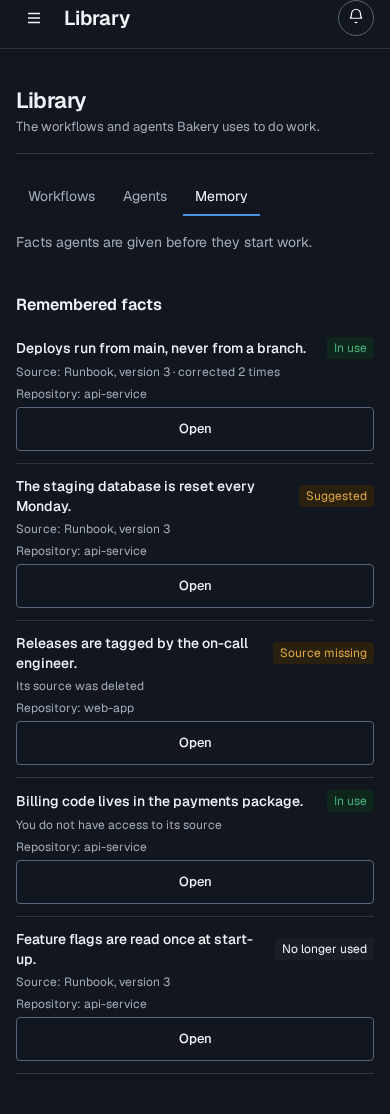 Library
Library
The workflows and agents Bakery uses to do work.
Workflows
Agents
Memory
Facts agents are given before they start work.
Remembered facts
Deploys run from main, never from a branch.
In use
Source: Runbook, version 3 · corrected 2 times
Repository: api-service
Open
The staging database is reset every
Monday.
Suggested
Source: Runbook, version 3
Repository: api-service
Open
Releases are tagged by the on-call
engineer.
Source missing
Its source was deleted
Repository: web-app
Open
Billing code lives in the payments package.
In use
You do not have access to its source
Repository: api-service
Open
Feature flags are read once at start-
up.
No longer used
Source: Runbook, version 3
Repository: api-service
Open